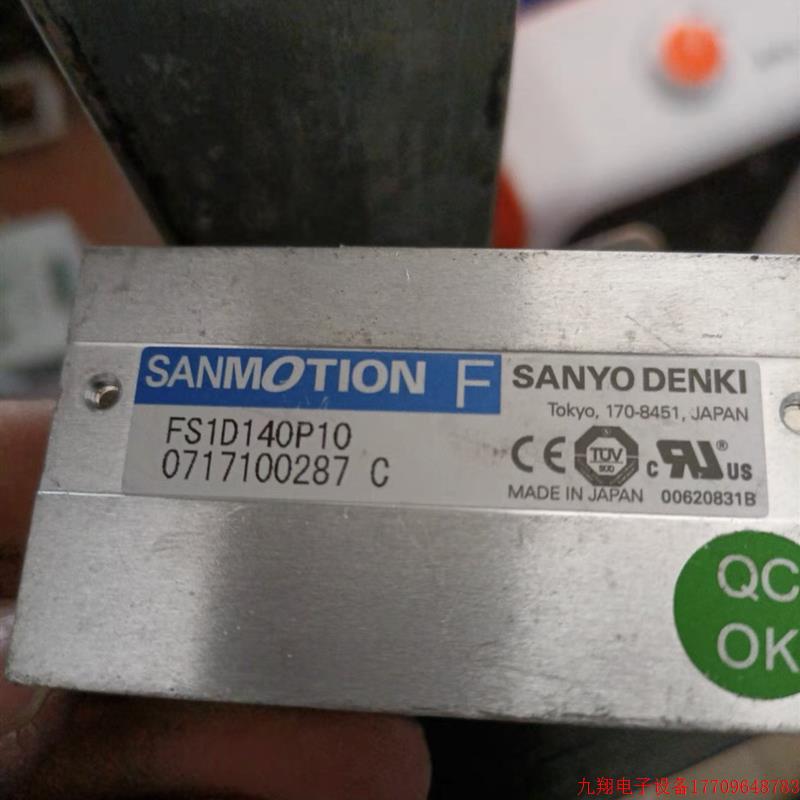 SANMOTION F
SANYO DENKI
Tokyo, 170-8451, JAPAN
FS1D140P10
0717100287 C
CE TÜV c RU® US
MADE IN JAPAN 00620831B
QC
OK
九翔电子设备17709648783